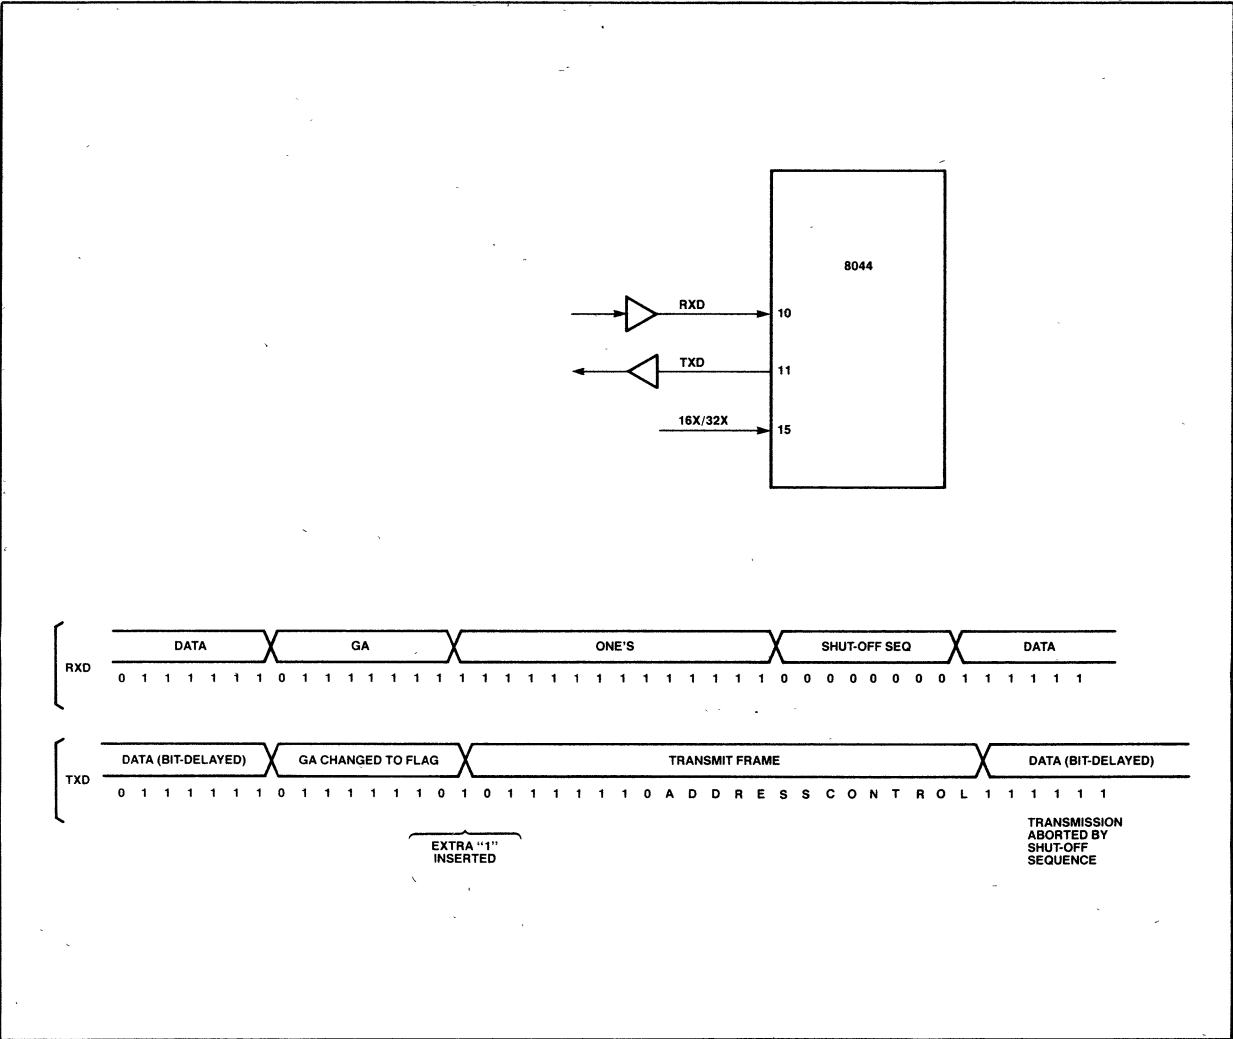 8044
RXD
10
TXD
11
16X/32X
15
RXD
DATA GA ONE'S SHUT-OFF SEQ DATA
0 1 1 1 1 1 1 0 1 1 1 1 1 1 1 1 1 1 1 1 1 1 1 1 1 1 1 1 1 0 0 0 0 0 0 0 0 1 1 1 1 1 1
TXD
DATA (BIT-DELAYED) GA CHANGED TO FLAG TRANSMIT FRAME DATA (BIT-DELAYED)
0 1 1 1 1 1 1 0 1 1 1 1 1 1 0 1 0 1 1 1 1 1 1 0 A D D R E S S C O N T R O L 1 1 1 1 1 1
EXTRA "1"
INSERTED
TRANSMISSION
ABORTED BY
SHUT-OFF
SEQUENCE